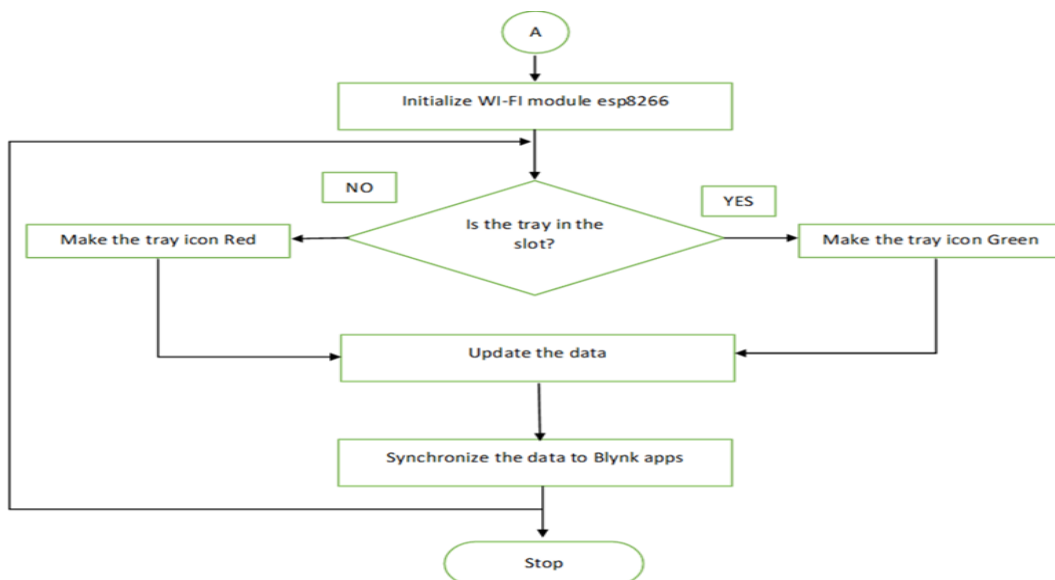 A
Initialize WI-FI module esp8266
NO
YES
Is the tray in the
slot?
Make the tray icon Red
Make the tray icon Green
Update the data
Synchronize the data to Blynk apps
Stop